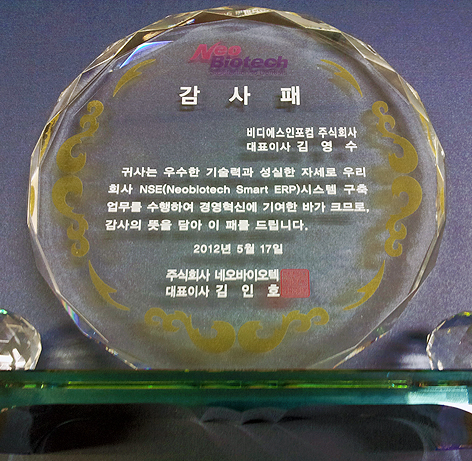 Neo
Biotech
감 사 패
비디에스인포컴 주식회사
대표이사 김 영 수
귀사는 우수한 기술력과 성실한 자세로 우리
회사 NSE(Neobiotech Smart ERP)시스템 구축
업무를 수행하여 경영혁신에 기여한 바가 크므로,
감사의 뜻을 담아 이 패를 드립니다.
2012년 5월 17일
주식회사 네오바이오텍
대표이사 김 인 호